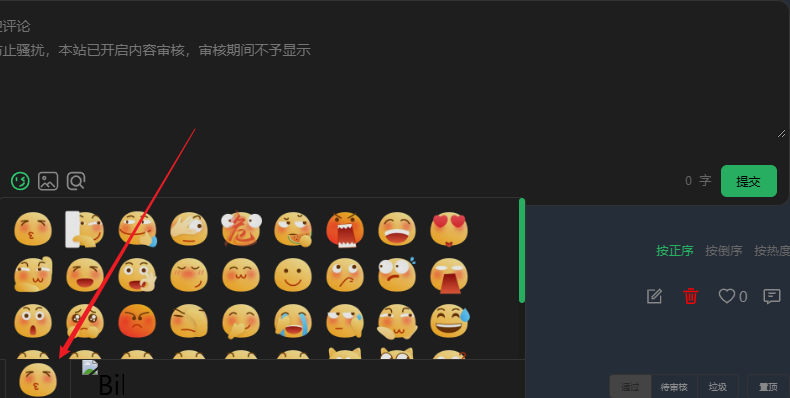 评论
止骚扰，本站已开启内容审核，审核期间不予显示
0 字
提交
按正序 按倒序 按热度
0
危
Bil
通过 待审核 垃圾 置顶